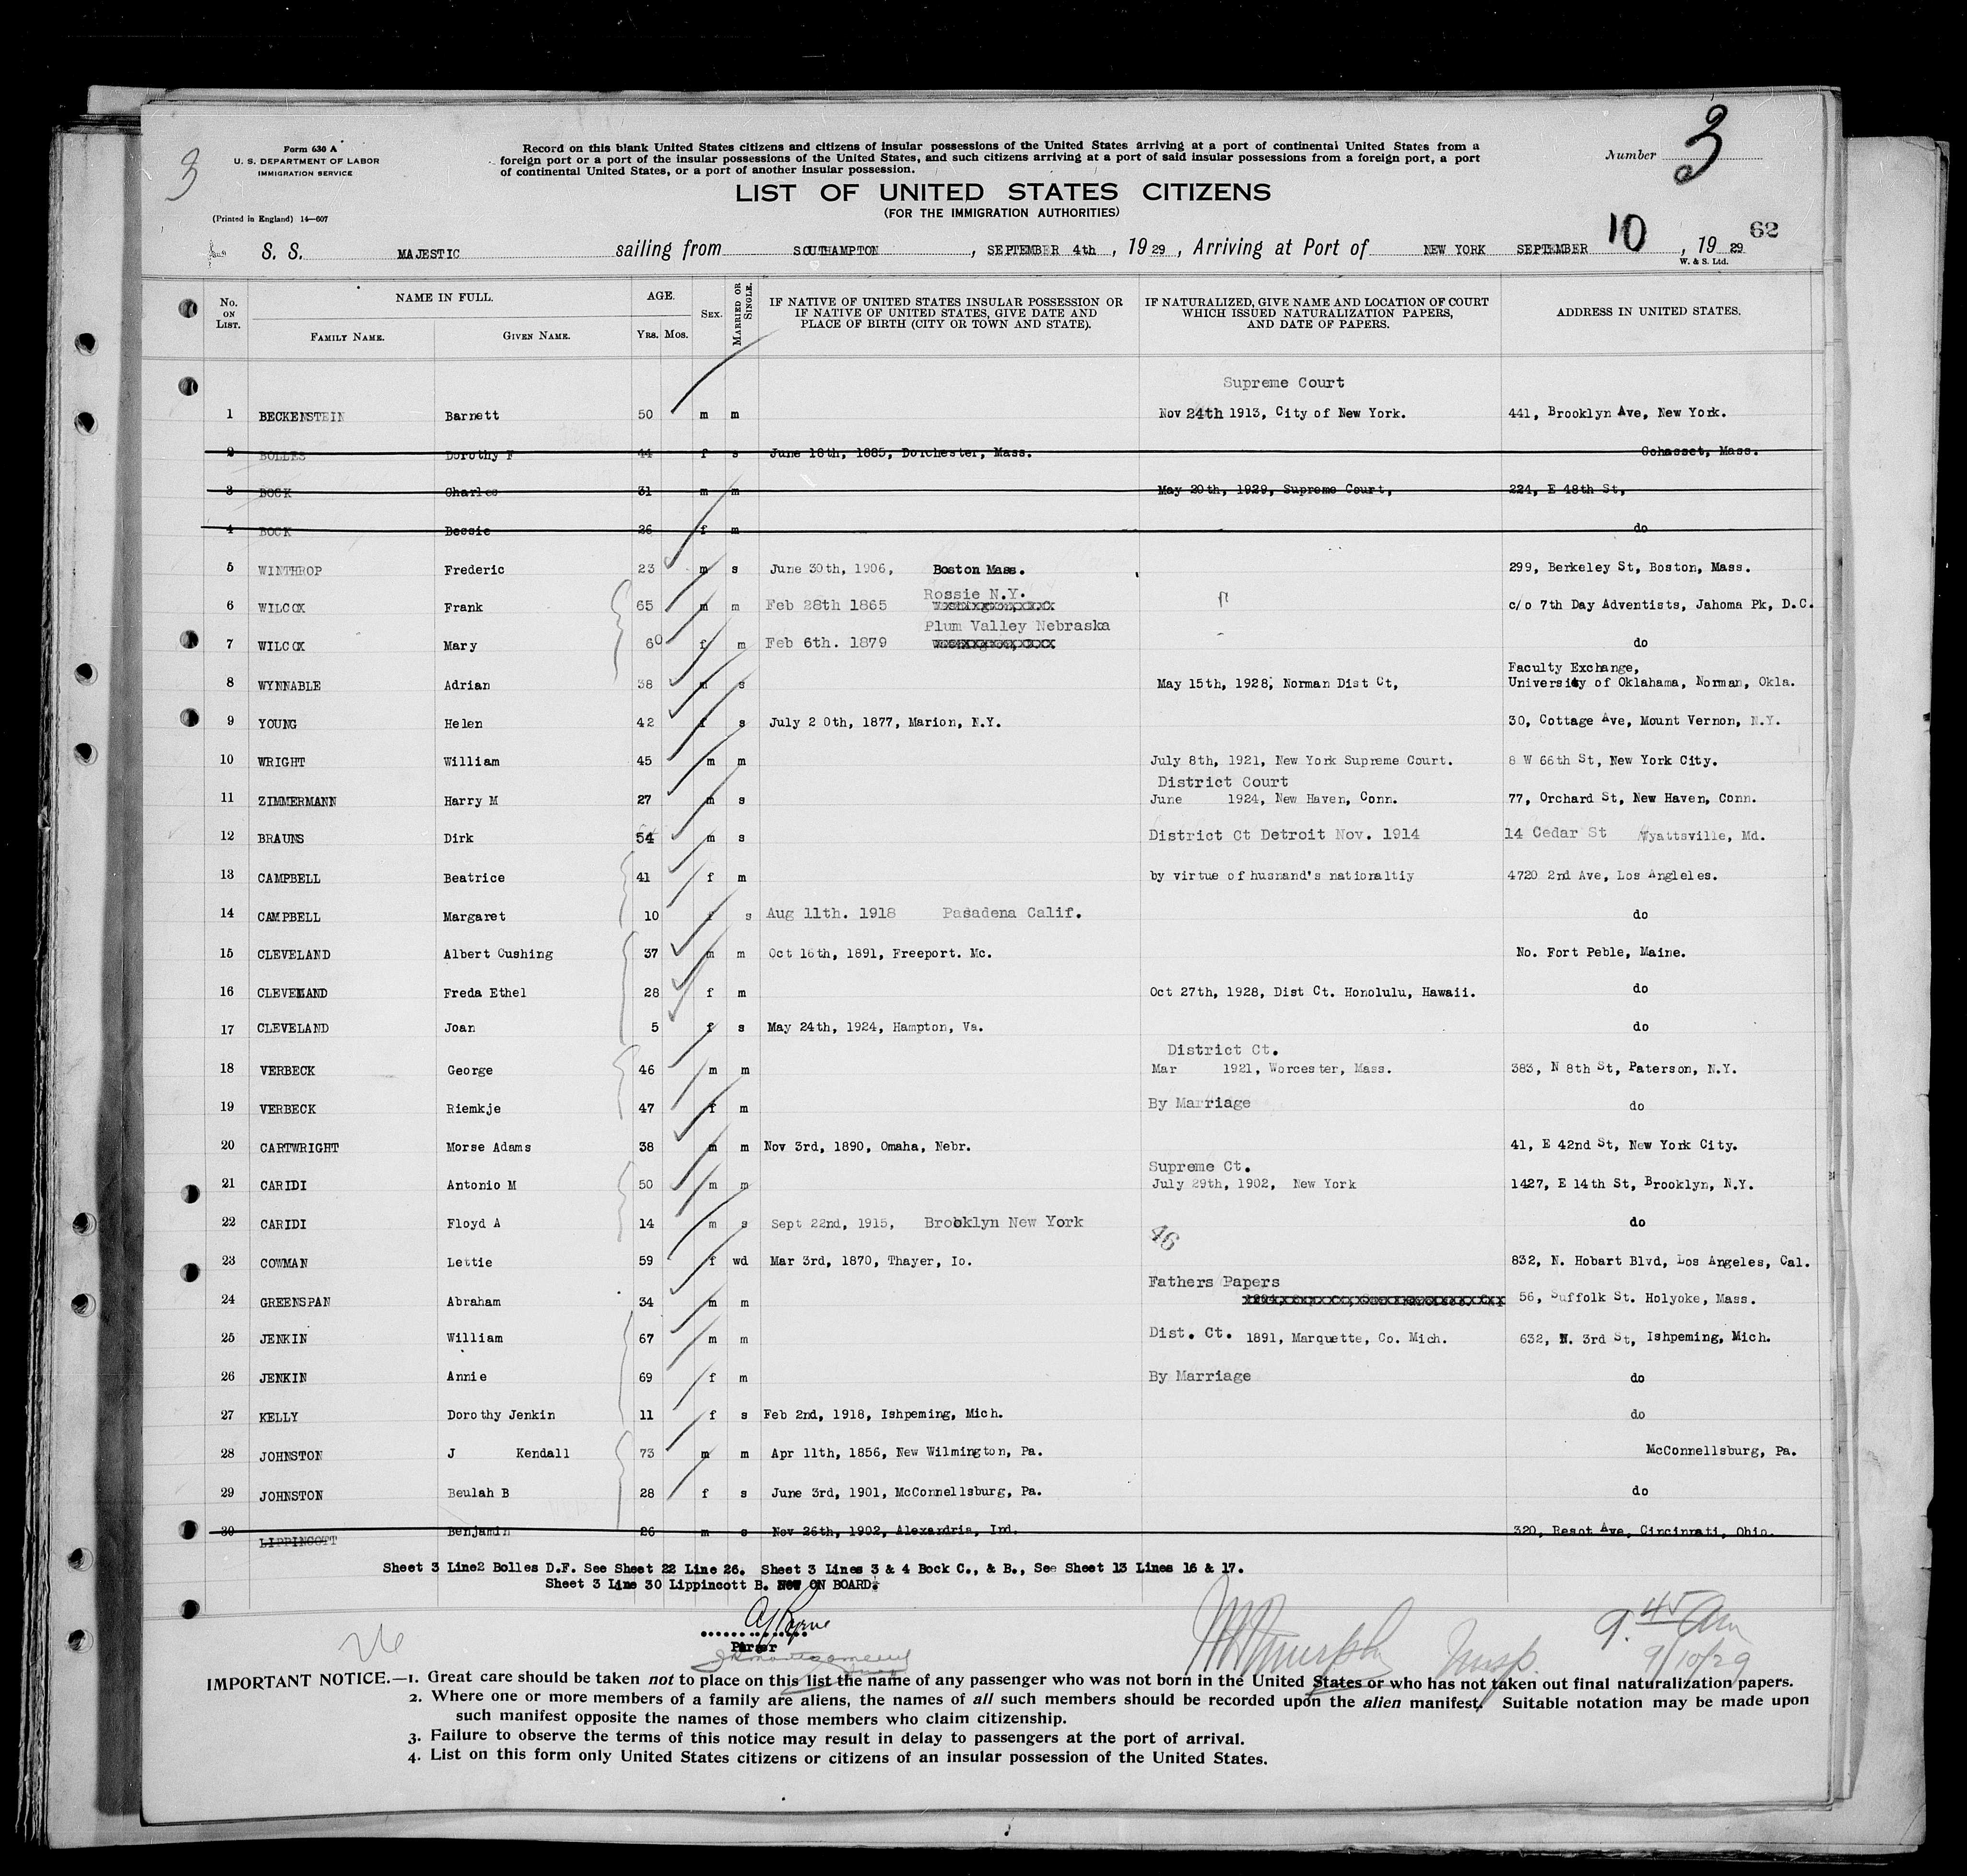 3
Form 630 A
U. S. DEPARTMENT OF LABOR
IMMIGRATION SERVICE
(Printed in England) 14—607
Record on this blank United States citizens and citizens of insular possessions of the United States arriving at a port of continental United States from a
foreign port or a port of the insular possessions of the United States, and such citizens arriving at a port of said insular possessions from a foreign port, a port
of continental United States, or a port of another insular possession.
Number 3
LIST OF UNITED STATES CITIZENS
(FOR THE IMMIGRATION AUTHORITIES)
62
S. S. MAJESTIC sailing from SOUTHAMPTON, SEPTEMBER 4th, 1929, Arriving at Port of NEW YORK SEPTEMBER 10, 1929
W. & S. Ltd.
No. ON LIST. NAME IN FULL. FAMILY NAME. GIVEN NAME. AGE. YRS. MOS. SEX. MARRIED OR SINGLE. IF NATIVE OF UNITED STATES INSULAR POSSESSION OR IF NATIVE OF UNITED STATES, GIVE DATE AND PLACE OF BIRTH (CITY OR TOWN AND STATE). IF NATURALIZED, GIVE NAME AND LOCATION OF COURT WHICH ISSUED NATURALIZATION PAPERS, AND DATE OF PAPERS. ADDRESS IN UNITED STATES.
Supreme Court
1 BECKENSTEIN Barnett 50 m m Nov 24th 1913, City of New York. 441, Brooklyn Ave, New York.
2 BOLLES Dorothy F 44 f s June 18th, 1885, Dorchester, Mass. Cohasset, Mass.
3 BOCK Charles 31 m m May 20th, 1929, Supreme Court, 224, E 48th St,
4 BOCK Bessie 26 f m do
5 WINTHROP Frederic 23 m s June 30th, 1906, Boston Mass. 299, Berkeley St, Boston, Mass.
Rossie N.Y.
6 WILCOX Frank 65 m m Feb 28th 1865 c/o 7th Day Adventists, Jahoma Pk, D.C.
Plum Valley Nebraska
7 WILCOX Mary 60 f m Feb 6th. 1879 do
Faculty Exchange,
8 WYNNABLE Adrian 38 m s May 15th, 1928, Norman Dist Ct, University of Oklahama, Norman, Okla.
9 YOUNG Helen 42 f s July 2 0th, 1877, Marion, N.Y. 30, Cottage Ave, Mount Vernon, N.Y.
10 WRIGHT William 45 m m July 8th, 1921, New York Supreme Court. 8 W 66th St, New York City.
District Court
11 ZIMMERMANN Harry M 27 m s June 1924, New Haven, Conn. 77, Orchard St, New Haven, Conn.
12 BRAUNS Dirk 54 m s District Ct Detroit Nov. 1914 14 Cedar St Hyattsville, Md.
13 CAMPBELL Beatrice 41 f m by virtue of husnand's nationaltiy 4720 2nd Ave, Los Angleles.
14 CAMPBELL Margaret 10 f s Aug 11th. 1918 Pasadena Calif. do
15 CLEVELAND Albert Cushing 37 m m Oct 16th, 1891, Freeport. Mc. No. Fort Peble, Maine.
16 CLEVELAND Freda Ethel 28 f m Oct 27th, 1928, Dist Ct. Honolulu, Hawaii. do
17 CLEVELAND Joan 5 f s May 24th, 1924, Hampton, Va. do
District Ct.
18 VERBECK George 46 m m Mar 1921, Worcester, Mass. 383, N 8th St, Paterson, N.Y.
19 VERBECK Riemkje 47 f m By Marriage do
20 CARTWRIGHT Morse Adams 38 m m Nov 3rd, 1890, Omaha, Nebr. 41, E 42nd St, New York City.
Supreme Ct.
21 CARIDI Antonio M 50 m m July 29th, 1902, New York 1427, E 14th St, Brooklyn, N.Y.
22 CARIDI Floyd A 14 m s Sept 22nd, 1915, Brooklyn New York do
46
23 COWMAN Lettie 59 f wd Mar 3rd, 1870, Thayer, Io. 832, N. Hobart Blvd, Los Angeles, Cal.
Fathers Papers
24 GREENSPAN Abraham 34 m m 56, Suffolk St. Holyoke, Mass.
25 JENKIN William 67 m m Dist. Ct. 1891, Marquette, Co. Mich. 632, N. 3rd St, Ishpeming, Mich.
26 JENKIN Annie 69 f m By Marriage do
27 KELLY Dorothy Jenkin 11 f s Feb 2nd, 1918, Ishpeming, Mich. do
28 JOHNSTON J Kendall 73 m m Apr 11th, 1856, New Wilmington, Pa. McConnellsburg, Pa.
29 JOHNSTON Beulah B 28 f s June 3rd, 1901, McConnellsburg, Pa. do
30 LIPPINCOTT Benjamin 26 m s Nov 26th, 1902, Alexandria, Ind. 320, Resot Ave, Cincinnati, Ohio.
Sheet 3 Line2 Bolles D.F. See Sheet 22 Line 26. Sheet 3 Lines 3 & 4 Bock C., & B., See Sheet 13 Lines 16 & 17.
Sheet 3 Line 30 Lippincott B. NOT ON BOARD.
26
Purser
Murphy Insp.
9.45 Am
9/10/29
IMPORTANT NOTICE.—1. Great care should be taken not to place on this list the name of any passenger who was not born in the United States or who has not taken out final naturalization papers.
2. Where one or more members of a family are aliens, the names of all such members should be recorded upon the alien manifest. Suitable notation may be made upon
such manifest opposite the names of those members who claim citizenship.
3. Failure to observe the terms of this notice may result in delay to passengers at the port of arrival.
4. List on this form only United States citizens or citizens of an insular possession of the United States.